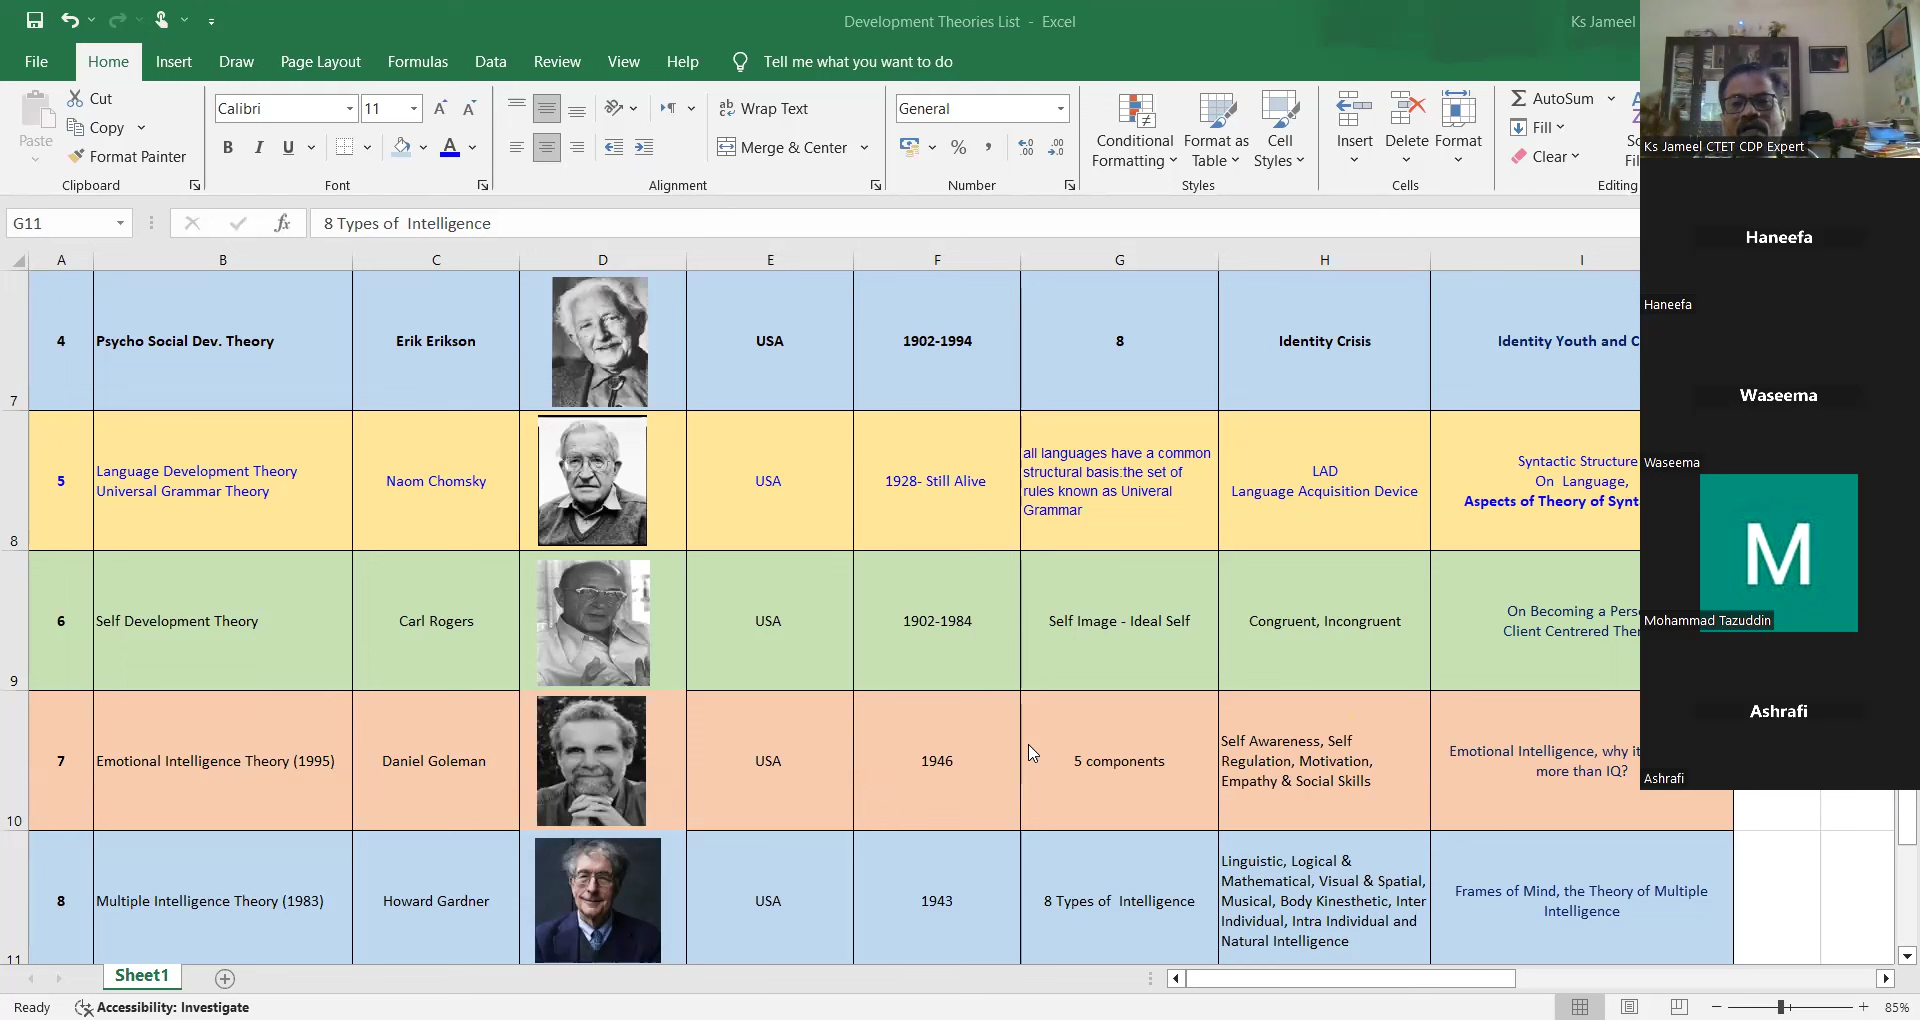 Development Theories List - Excel
Ks Jameel
File Home Insert Draw Page Layout Formulas Data Review View Help Tell me what you want to do
Paste
Cut
Copy
Format Painter
Clipboard
Calibri 11
B I U
Font
Wrap Text
Merge & Center
Alignment
General
Number
Conditional Formatting
Format as Table
Cell Styles
Styles
Insert Delete Format
Cells
AutoSum
Fill
Clear
Editing
G11
fx
8 Types of  Intelligence
A B C D E F G H I
7
4
Psycho Social Dev. Theory
Erik Erikson
USA
1902-1994
8
Identity Crisis
Identity Youth and C
8
5
Language Development Theory
Universal Grammar Theory
Naom Chomsky
USA
1928- Still Alive
all languages have a common
structural basis:the set of
rules known as Univeral
Grammar
LAD
Language Acquisition Device
Syntactic Structure
On Language,
Aspects of Theory of Synt
9
6
Self Development Theory
Carl Rogers
USA
1902-1984
Self Image - Ideal Self
Congruent, Incongruent
On Becoming a Pers
Client Centrered Ther
10
7
Emotional Intelligence Theory (1995)
Daniel Goleman
USA
1946
5 components
Self Awareness, Self
Regulation, Motivation,
Empathy & Social Skills
Emotional Intelligence, why it
more than IQ?
11
8
Multiple Intelligence Theory (1983)
Howard Gardner
USA
1943
8 Types of  Intelligence
Linguistic, Logical &
Mathematical, Visual & Spatial,
Musical, Body Kinesthetic, Inter
Individual, Intra Individual and
Natural Intelligence
Frames of Mind, the Theory of Multiple
Intelligence
Sheet1
Ready
Accessibility: Investigate
85%
Ks Jameel CTET CDP Expert
Haneefa
Haneefa
Waseema
Waseema
M
Mohammad Tazuddin
Ashrafi
Ashrafi